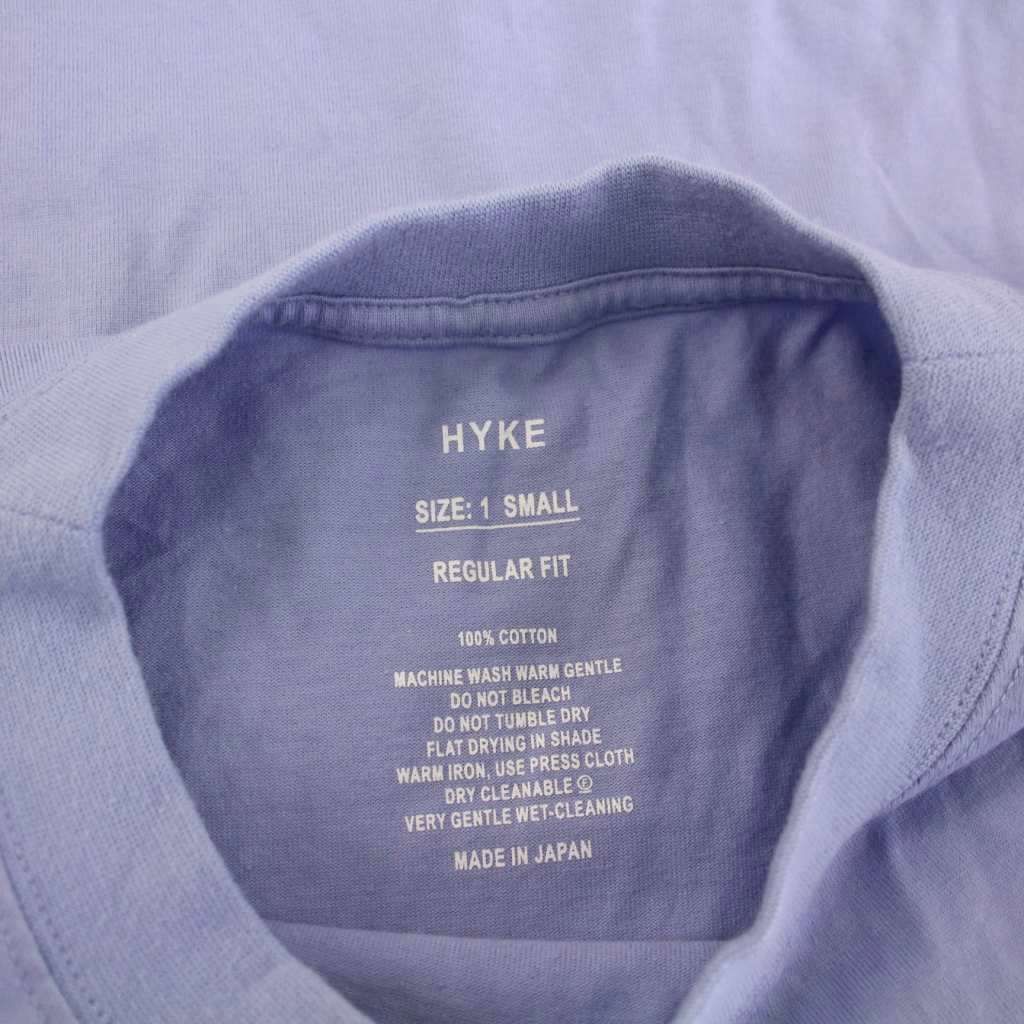 HYKE
SIZE: 1 SMALL
REGULAR FIT
100% COTTON
MACHINE WASH WARM GENTLE
DO NOT BLEACH
DO NOT TUMBLE DRY
FLAT DRYING IN SHADE
WARM IRON, USE PRESS CLOTH
DRY CLEANABLE Ⓕ
VERY GENTLE WET-CLEANING
MADE IN JAPAN